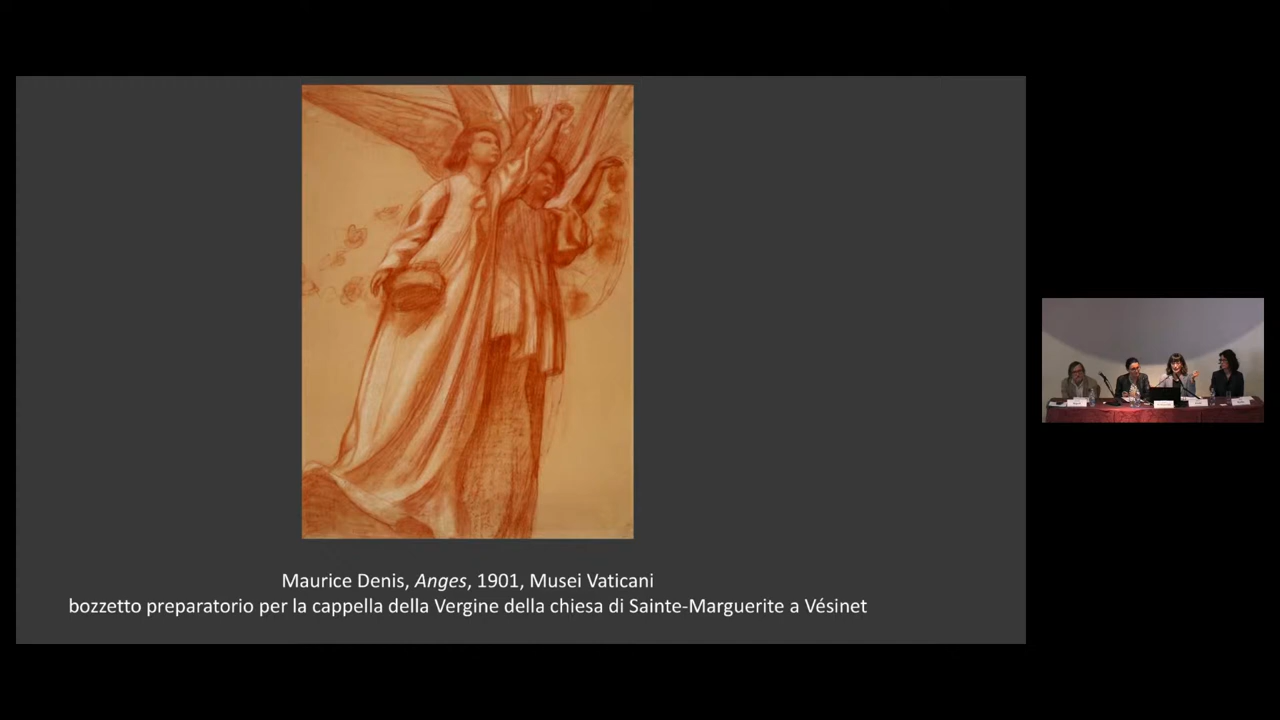 Maurice Denis, Anges, 1901, Musei Vaticani
bozzetto preparatorio per la cappella della Vergine della chiesa di Sainte-Marguerite a Vésinet